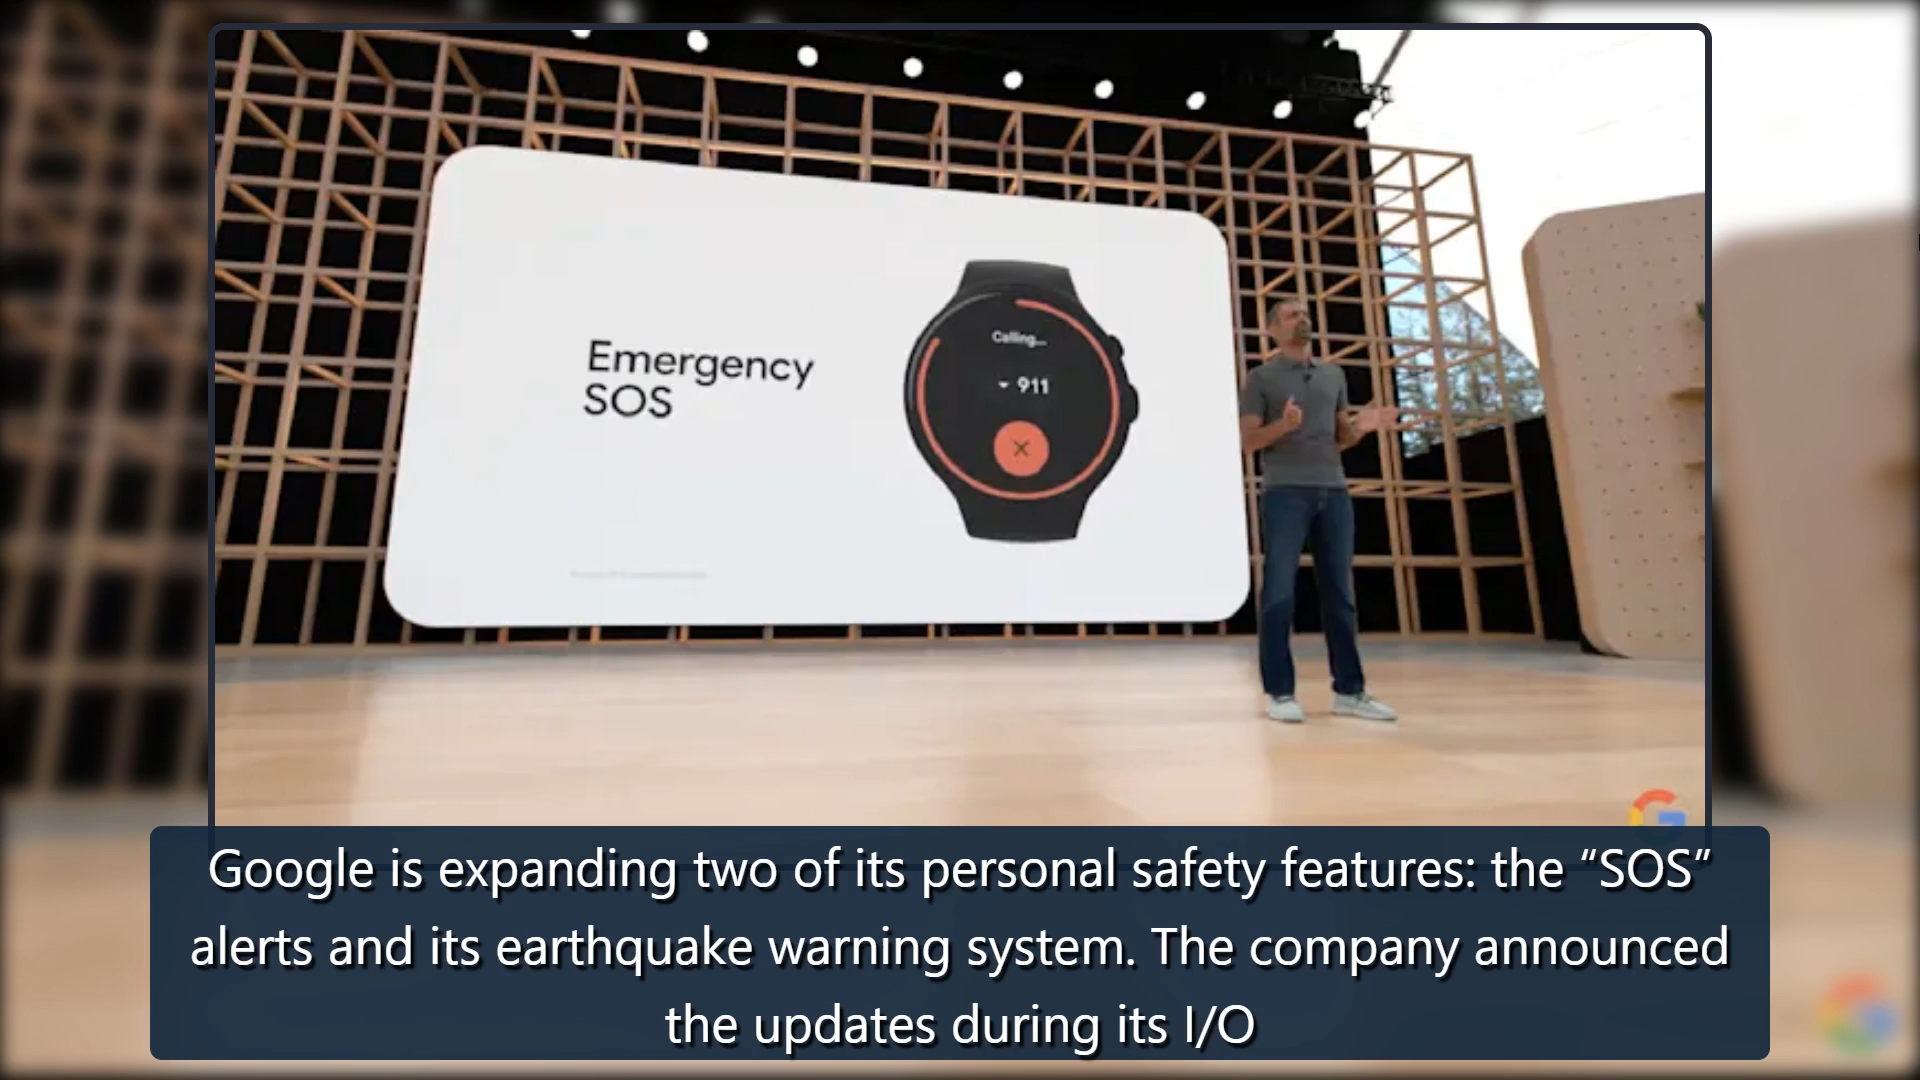 Emergency
SOS
Calling...
911
Google is expanding two of its personal safety features: the “SOS”
alerts and its earthquake warning system. The company announced
the updates during its I/O